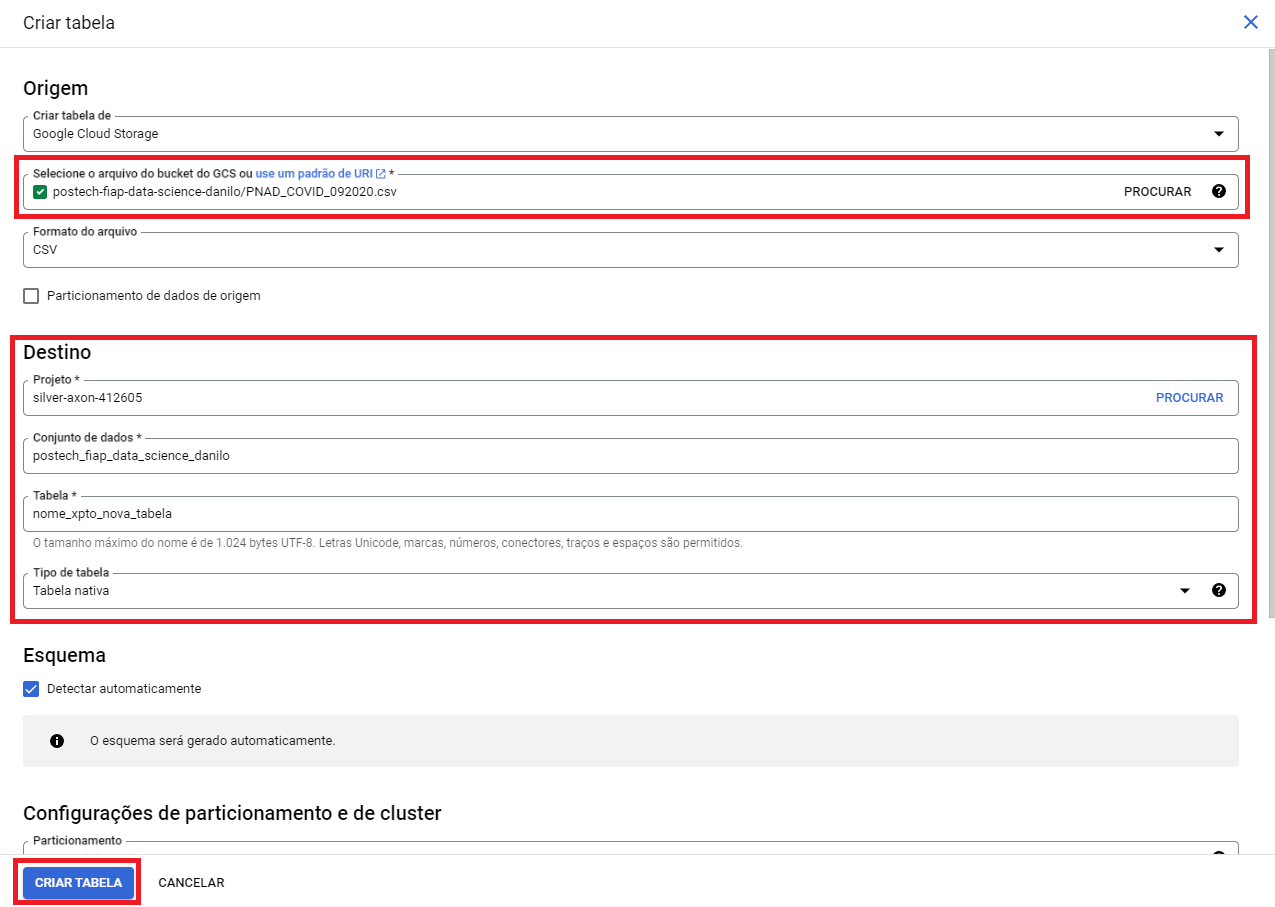 Criar tabela
Origem
Criar tabela de
Google Cloud Storage
Selecione o arquivo do bucket do GCS ou use um padrão de URI *
postech-fiap-data-science-danilo/PNAD_COVID_092020.csv
PROCURAR
Formato do arquivo
CSV
Particionamento de dados de origem
Destino
Projeto *
silver-axon-412605
PROCURAR
Conjunto de dados *
postech_fiap_data_science_danilo
Tabela *
nome_xpto_nova_tabela
O tamanho máximo do nome é de 1.024 bytes UTF-8. Letras Unicode, marcas, números, conectores, traços e espaços são permitidos.
Tipo de tabela
Tabela nativa
Esquema
Detectar automaticamente
O esquema será gerado automaticamente.
Configurações de particionamento e de cluster
Particionamento
CRIAR TABELA
CANCELAR